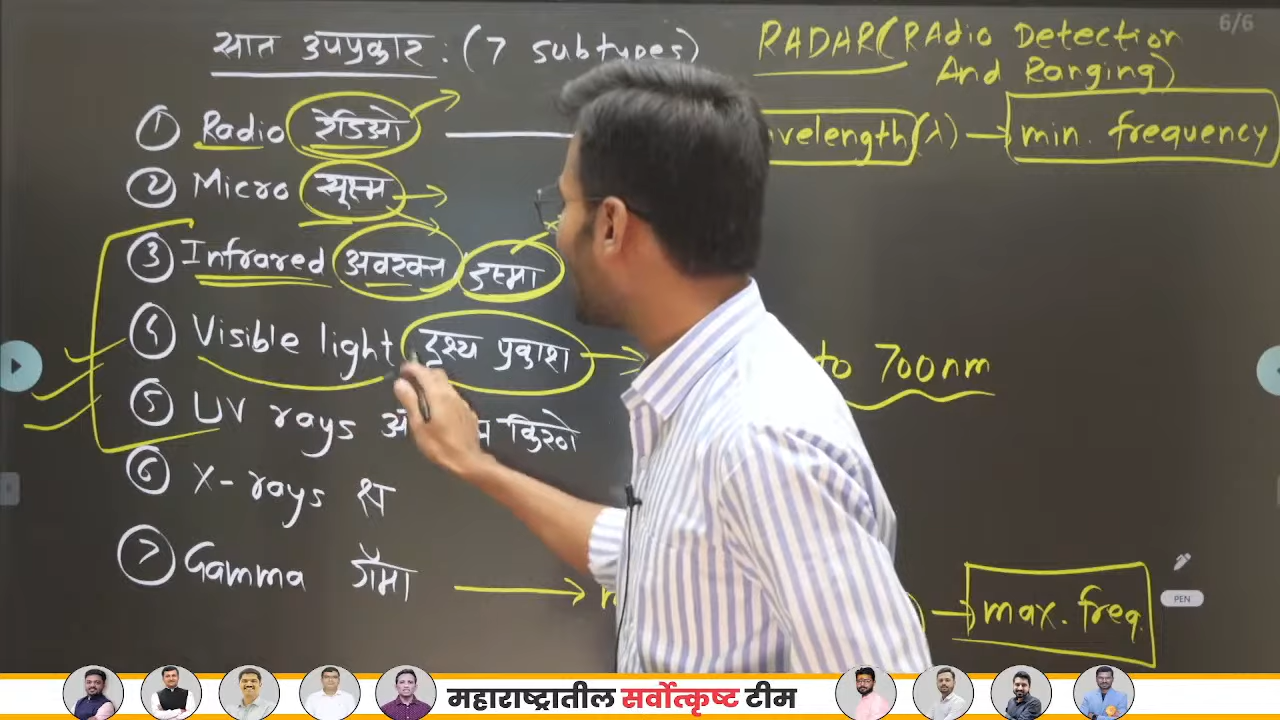 सात उपप्रकार : (7 subtypes)
RADAR (RAdio Detection And Ranging)
6/6
① Radio रेडिओ
velength (λ) → min. frequency
② Micro सूक्ष्म
③ Infrared अवरक्त उष्मा
④ Visible light दृश्य प्रकाश → to 700nm
⑤ UV rays किरणे
⑥ X-rays क्ष
⑦ Gamma गॅमा → → max. freq.
PEN
महाराष्ट्रातील सर्वोत्कृष्ट टीम